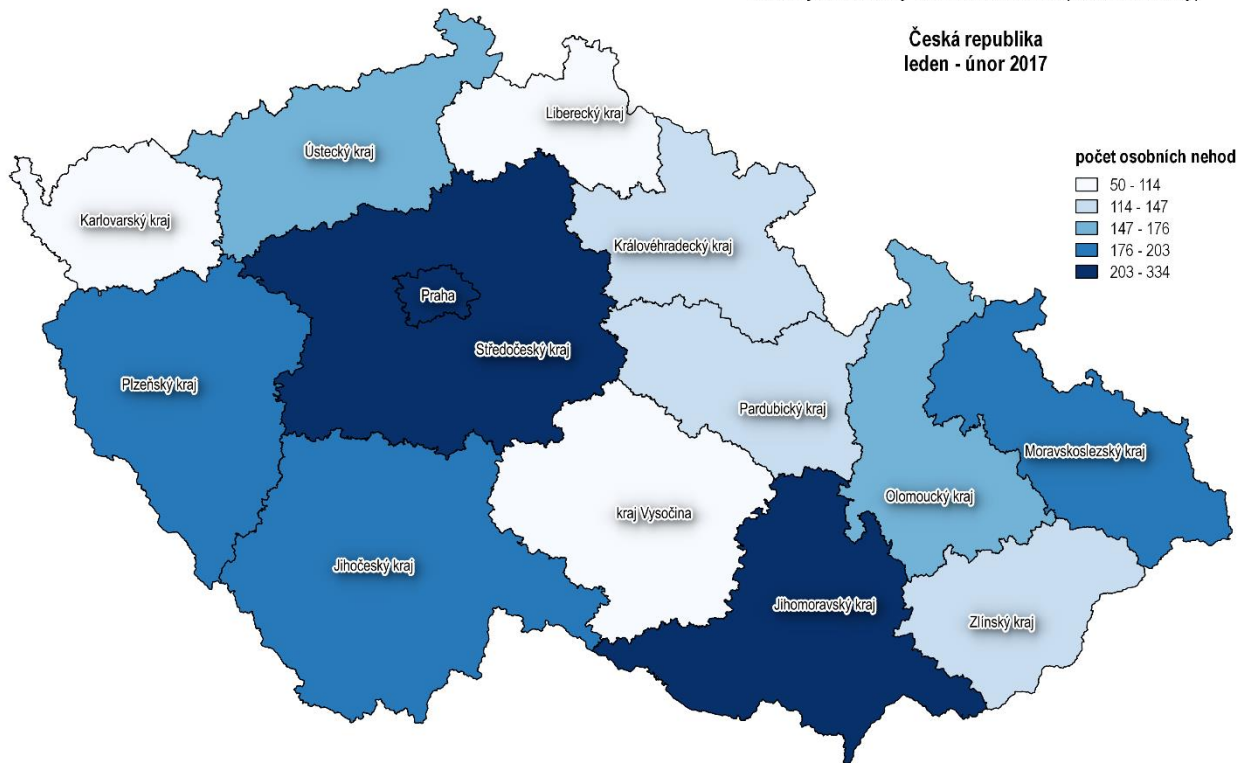 Česká republika
leden - únor 2017
počet osobních nehod
50 - 114
114 - 147
147 - 176
176 - 203
203 - 334
Liberecký kraj
Ústecký kraj
Karlovarský kraj
Královéhradecký kraj
Praha
Středočeský kraj
Plzeňský kraj
Pardubický kraj
Moravskoslezský kraj
Olomoucký kraj
kraj Vysočina
Jihočeský kraj
Jihomoravský kraj
Zlínský kraj